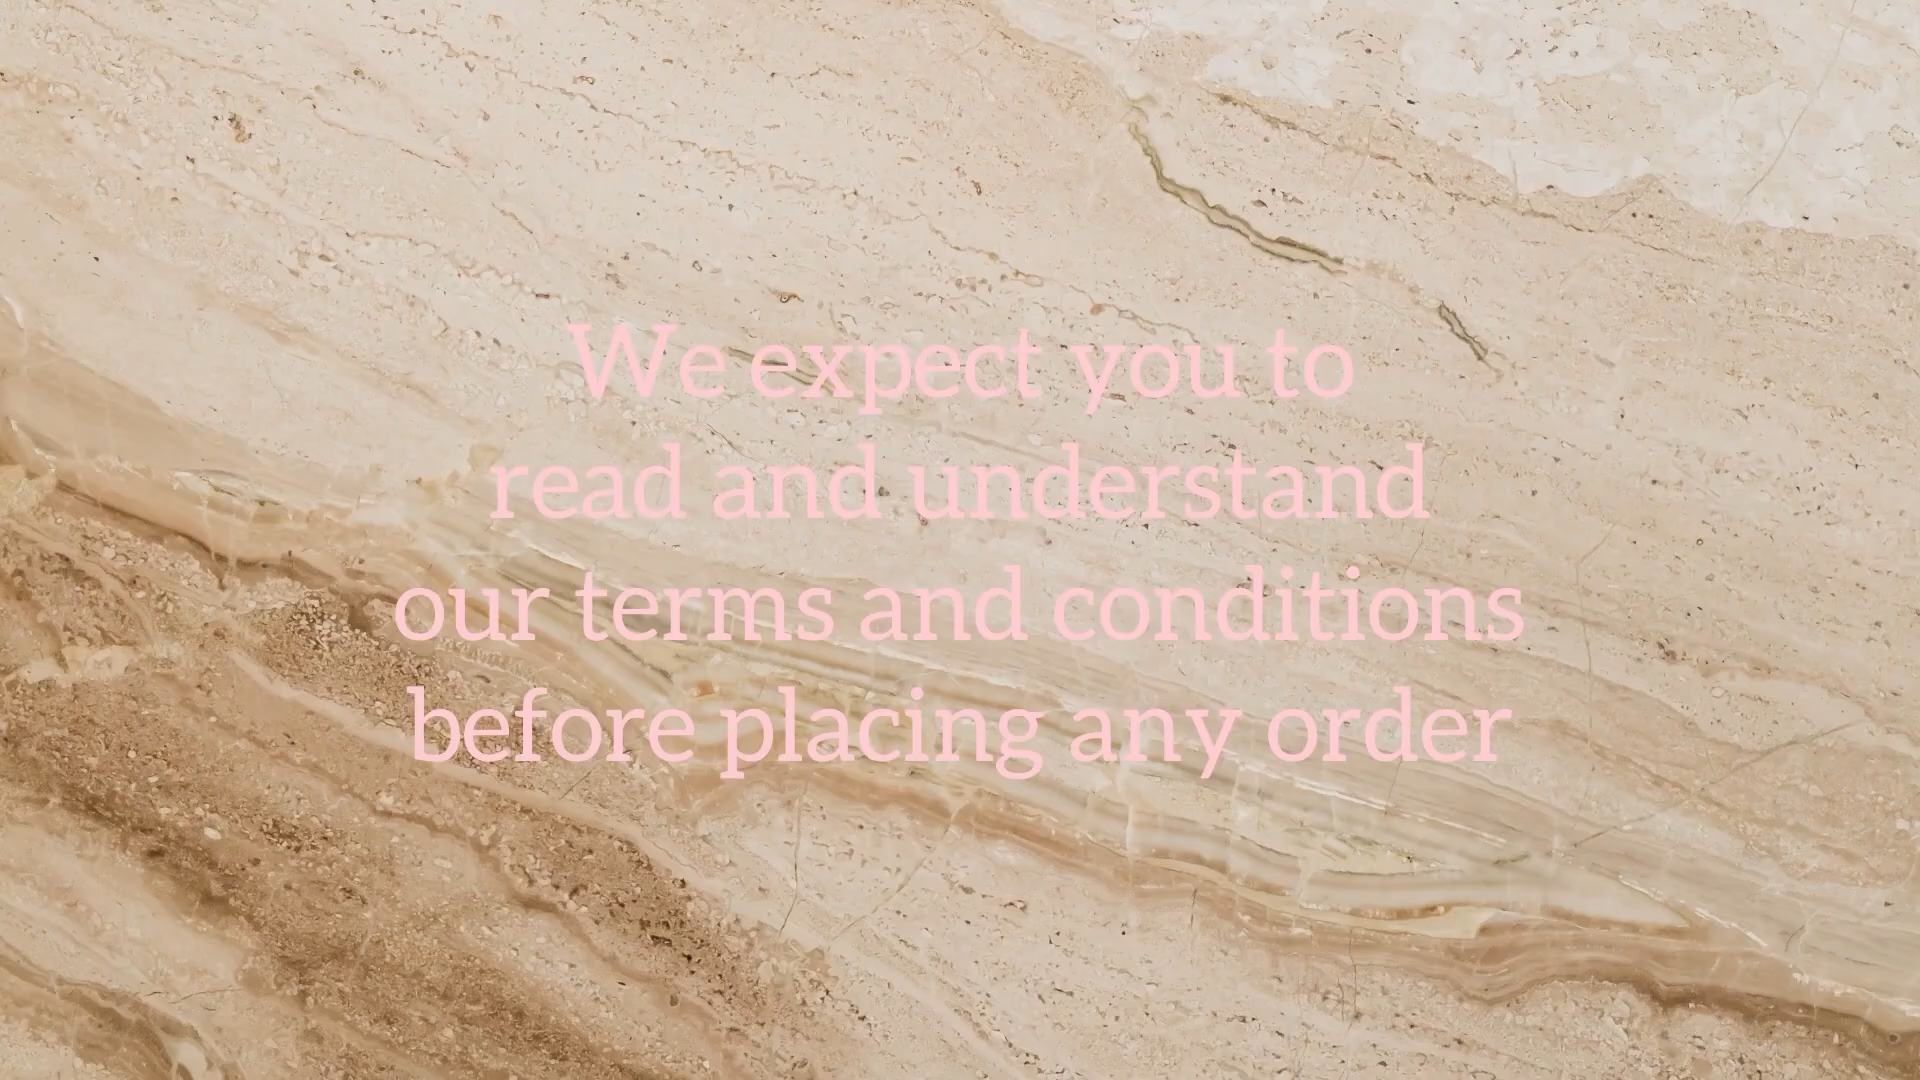 We expect you to
read and understand
our terms and conditions
before placing any order